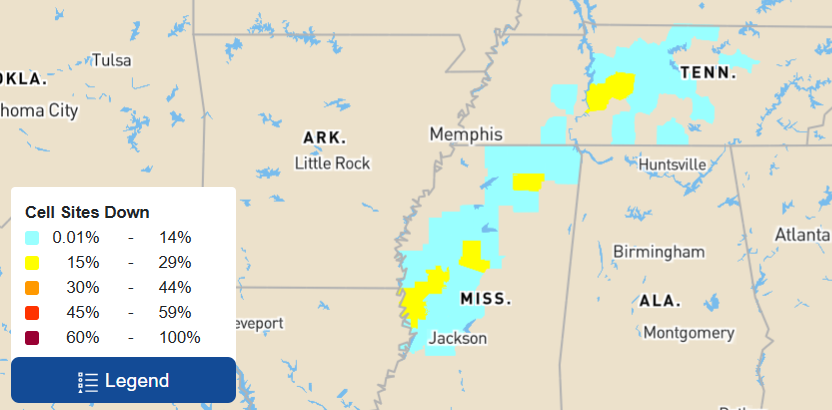 Tulsa
OKLA.
homa City
TENN.
ARK.
Memphis
Little Rock
Huntsville
Cell Sites Down
0.01% - 14%
15% - 29%
30% - 44%
45% - 59%
60% - 100%
Legend
Atlanta
Birmingham
MISS.
ALA.
eveport
Jackson
Montgomery